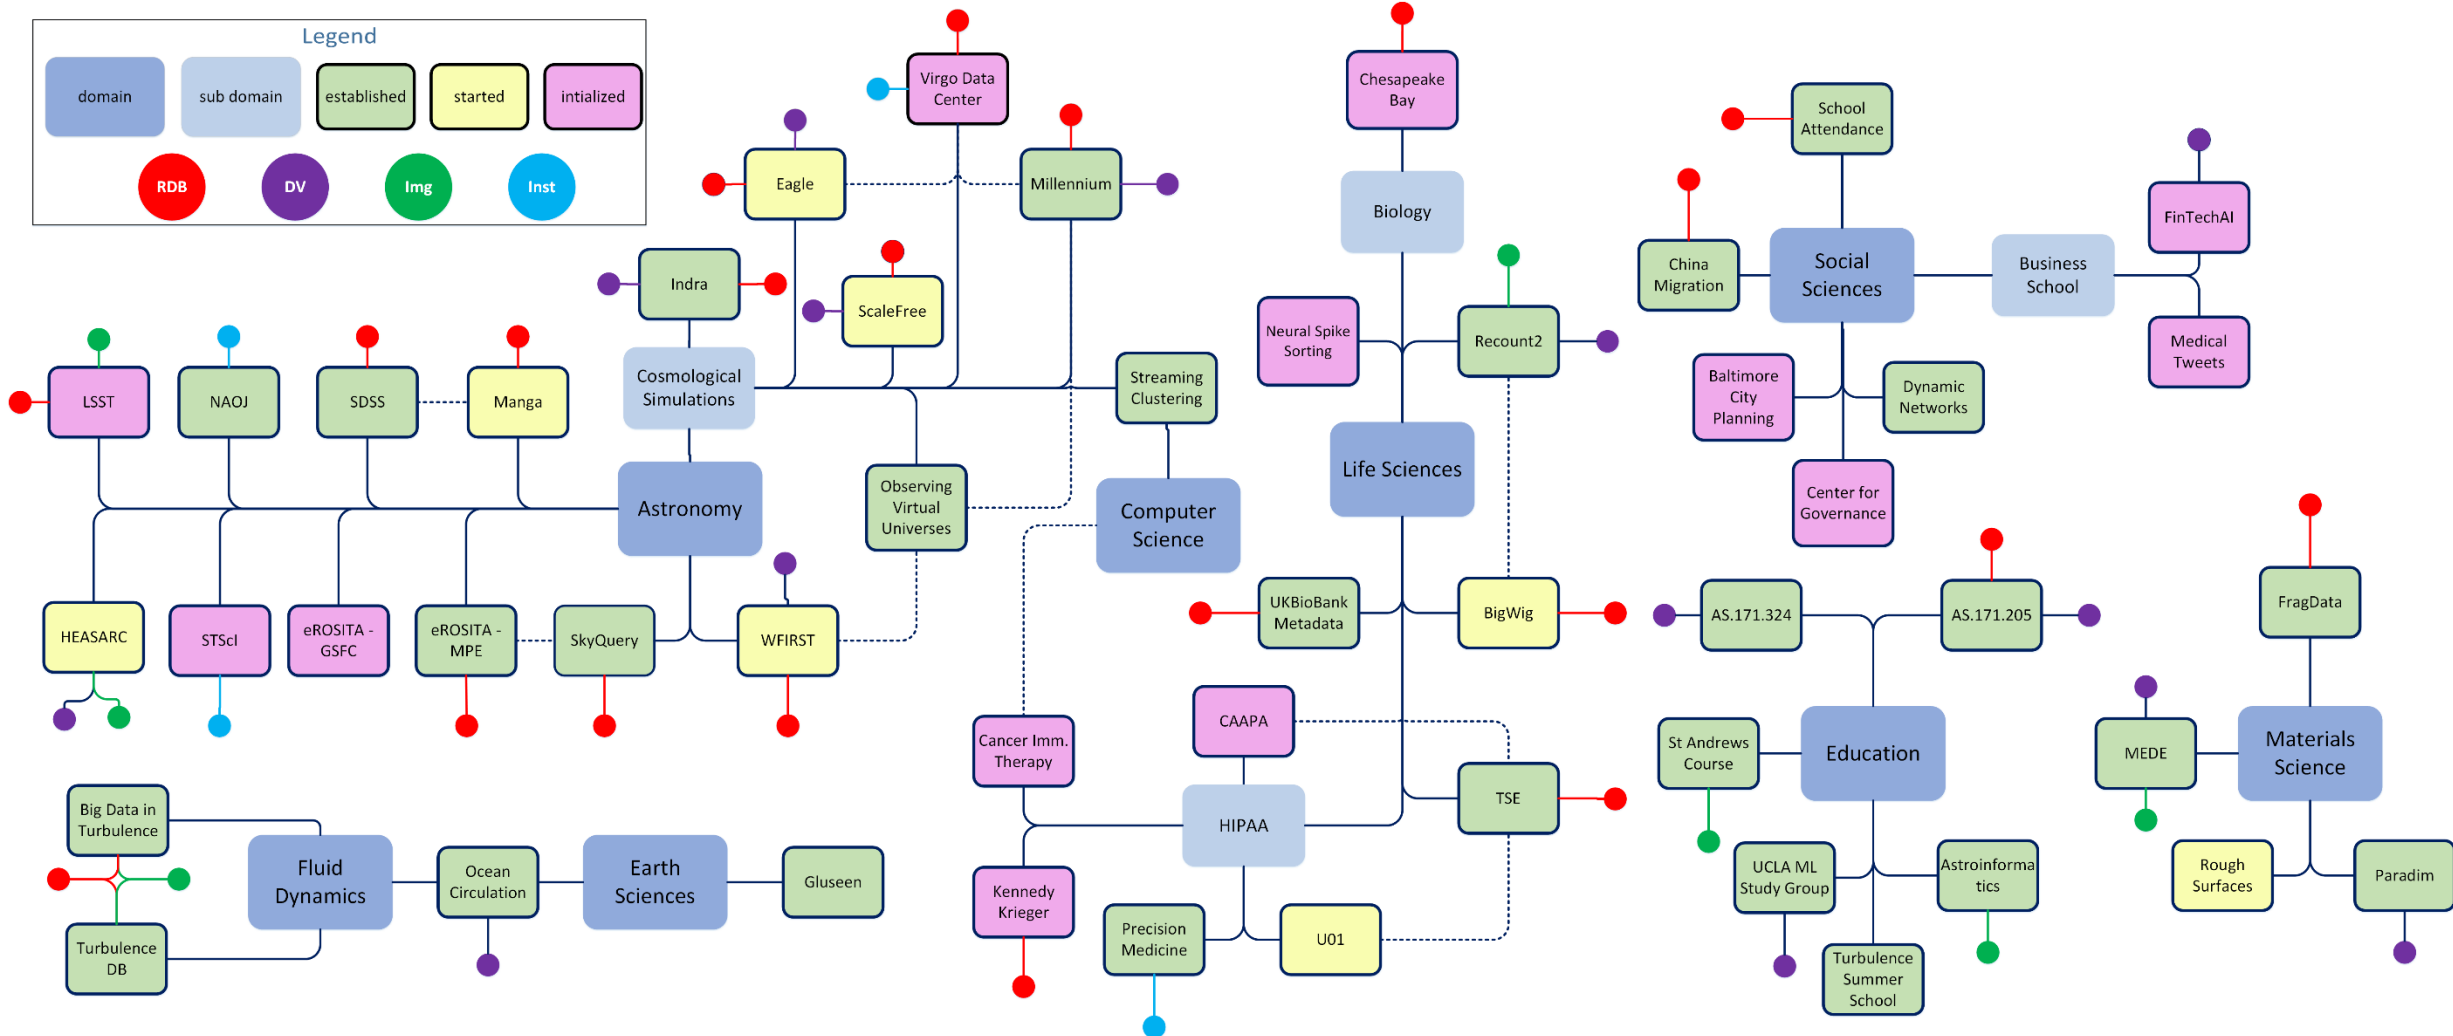 Legend
domain
sub domain
established
started
intialized
RDB
DV
Img
Inst
Virgo Data
Center
Eagle
Millennium
Indra
ScaleFree
LSST
NAOJ
SDSS
Manga
Cosmological
Simulations
Streaming
Clustering
Astronomy
Observing
Virtual
Universes
Computer
Science
HEASARC
STScI
eROSITA -
GSFC
eROSITA -
MPE
SkyQuery
WFIRST
Big Data in
Turbulence
Fluid
Dynamics
Turbulence
DB
Ocean
Circulation
Earth
Sciences
Gluseen
Chesapeake
Bay
Biology
Neural Spike
Sorting
Recount2
Life Sciences
UKBioBank
Metadata
BigWig
CAAPA
Cancer Imm.
Therapy
TSE
HIPAA
Kennedy
Krieger
Precision
Medicine
U01
School
Attendance
FinTechAI
China
Migration
Social
Sciences
Business
School
Medical
Tweets
Baltimore
City
Planning
Dynamic
Networks
Center for
Governance
AS.171.324
AS.171.205
St Andrews
Course
Education
UCLA ML
Study Group
Astroinforma
tics
Turbulence
Summer
School
FragData
MEDE
Materials
Science
Rough
Surfaces
Paradim